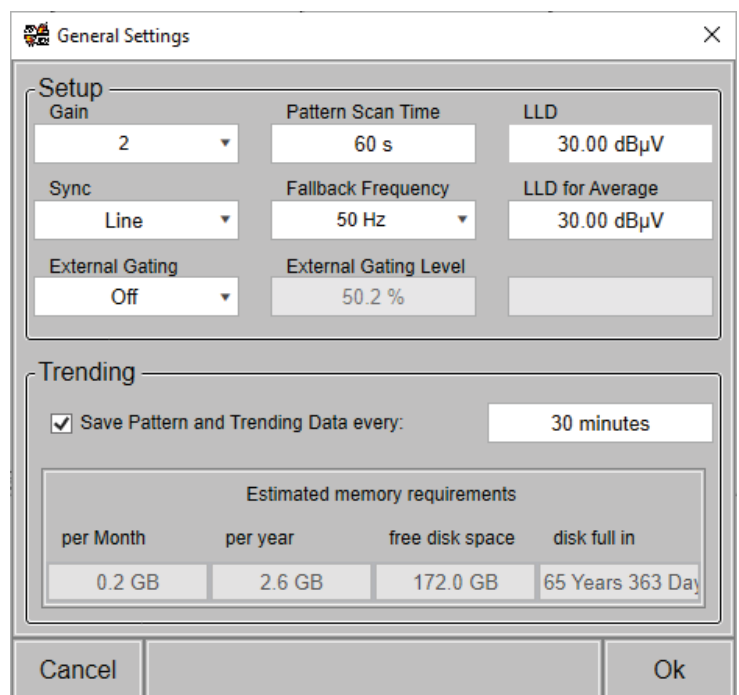 General Settings
Setup
Gain Pattern Scan Time LLD
2 60 s 30.00 dBµV
Sync Fallback Frequency LLD for Average
Line 50 Hz 30.00 dBµV
External Gating External Gating Level
Off 50.2 %
Trending
Save Pattern and Trending Data every: 30 minutes
Estimated memory requirements
per Month per year free disk space disk full in
0.2 GB 2.6 GB 172.0 GB 65 Years 363 Day
Cancel Ok